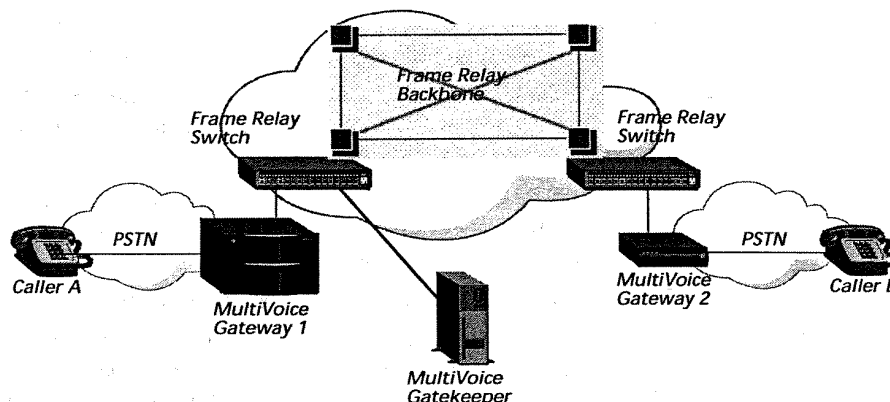 Frame Relay
Backbone
Frame Relay
Switch
Frame Relay
Switch
PSTN
PSTN
Caller A
MultiVoice
Gateway 1
MultiVoice
Gateway 2
Caller
MultiVoice
Gatekeeper